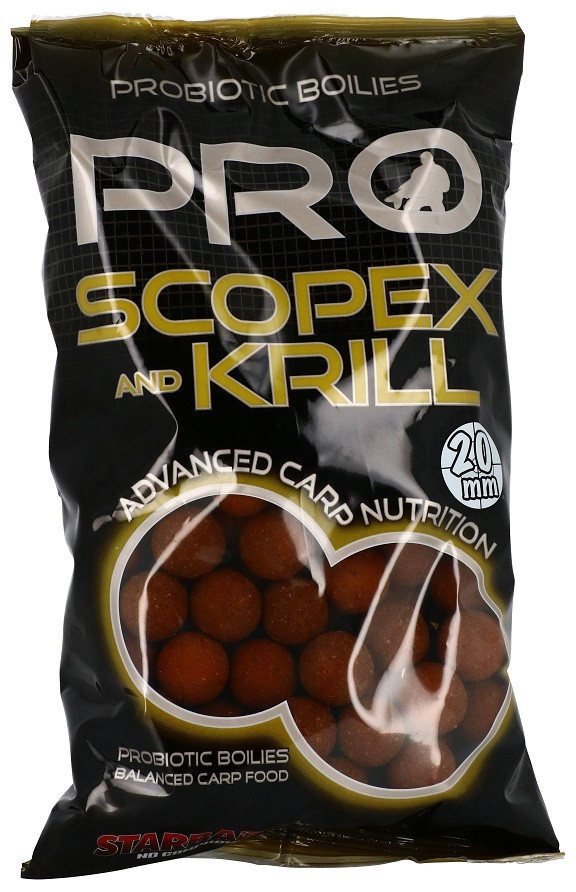 PROBIOTIC BOILIES
PRO
SCOPEX
AND KRILL
20
mm
ADVANCED CARP NUTRITION
PROBIOTIC BOILIES
BALANCED CARP FOOD